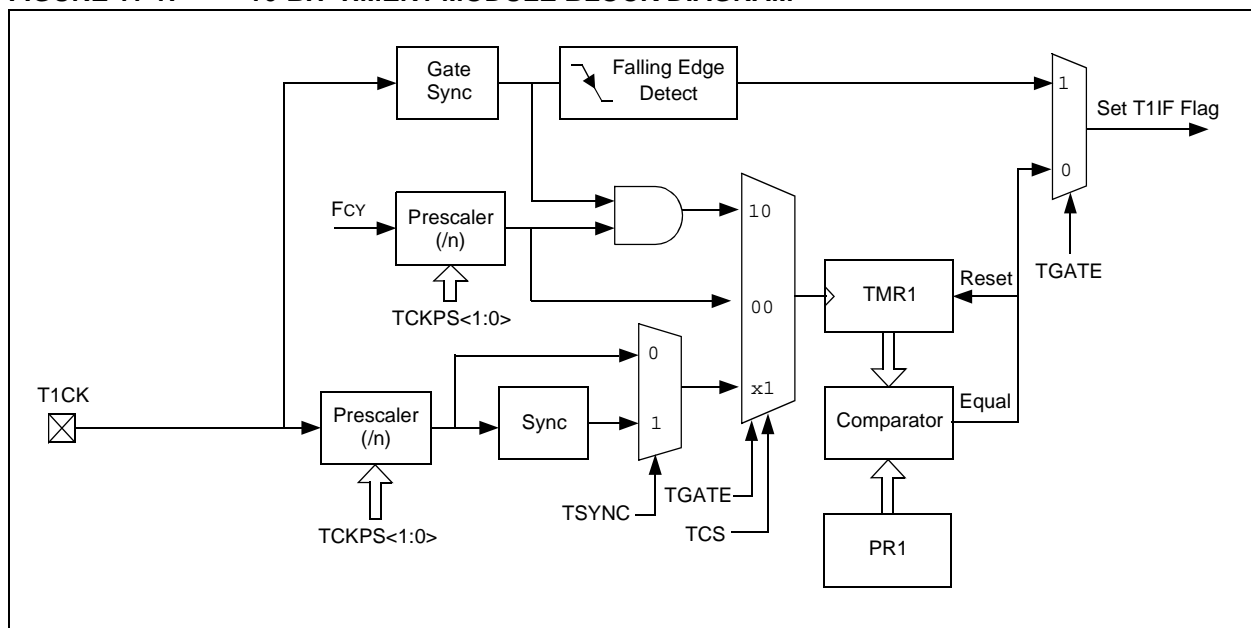 Gate
Sync
Falling Edge
Detect
1
Set T1IF Flag
0
TGATE
FCY
Prescaler
(/n)
TCKPS<1:0>
10
00
x1
TMR1
Reset
T1CK
Prescaler
(/n)
TCKPS<1:0>
Sync
0
1
TSYNC
TGATE
TCS
Comparator
Equal
PR1